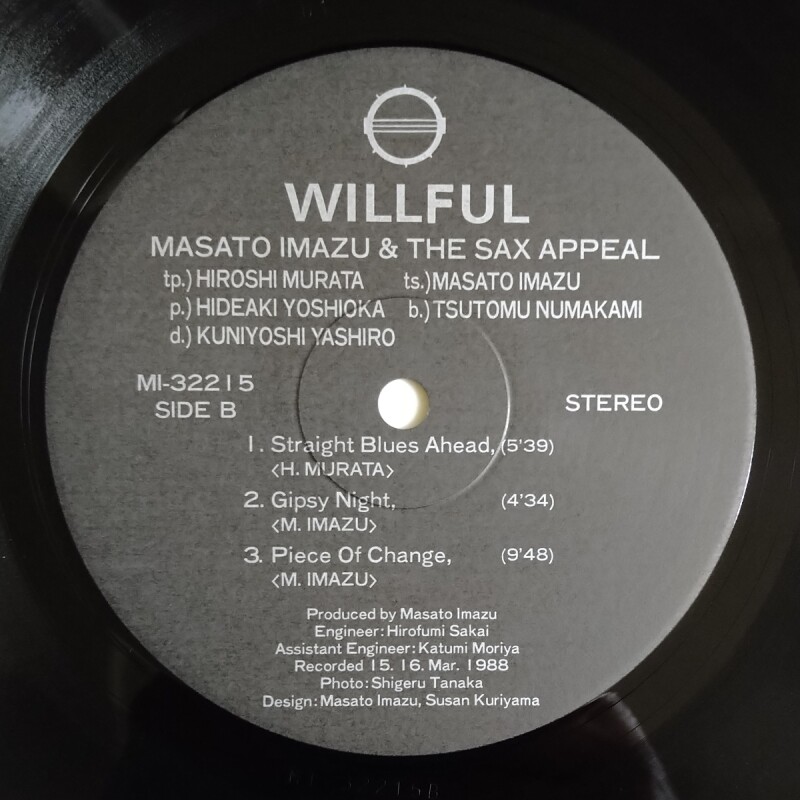 WILLFUL
MASATO IMAZU & THE SAX APPEAL
tp.) HIROSHI MURATA ts.) MASATO IMAZU
p.) HIDEAKI YOSHIOKA b.) TSUTOMU NUMAKAMI
d.) KUNIYOSHI YASHIRO
MI-32215
SIDE B
STEREO
1. Straight Blues Ahead, (5'39)
<H. MURATA>
2. Gipsy Night, (4'34)
<M. IMAZU>
3. Piece Of Change, (9'48)
<M. IMAZU>
Produced by Masato Imazu
Engineer: Hirofumi Sakai
Assistant Engineer: Katumi Moriya
Recorded 15. 16. Mar. 1988
Photo: Shigeru Tanaka
Design: Masato Imazu, Susan Kuriyama